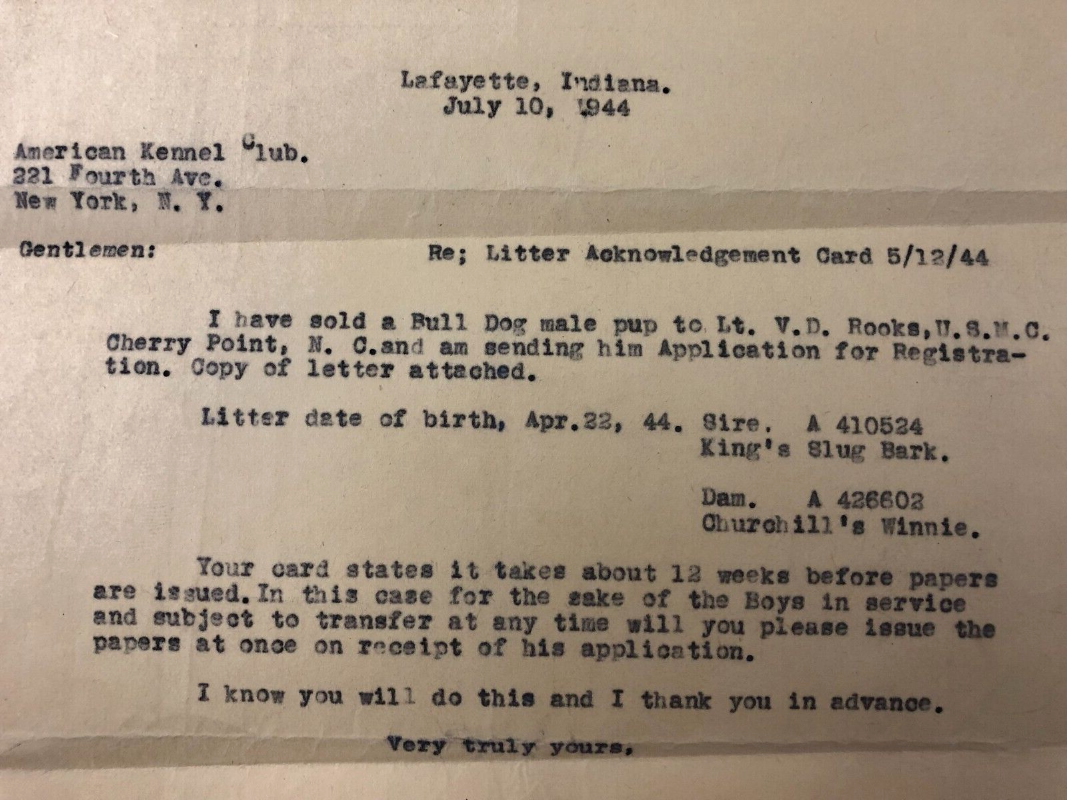 Lafayette, Indiana.
July 10, 1944
American Kennel Club.
221 Fourth Ave.
New York, N. Y.
Gentlemen: Re; Litter Acknowledgement Card 5/12/44
I have sold a Bull Dog male pup to Lt. V.D. Rooks,U.S.M.C.
Cherry Point, N. C.and am sending him Application for Registra-
tion. Copy of letter attached.
Litter date of birth, Apr.22, 44. Sire. A 410524
King's Slug Bark.
Dam. A 426602
Churchill's Winnie.
Your card states it takes about 12 weeks before papers
are issued.In this case for the sake of the Boys in service
and subject to transfer at any time will you please issue the
papers at once on receipt of his application.
I know you will do this and I thank you in advance.
Very truly yours,